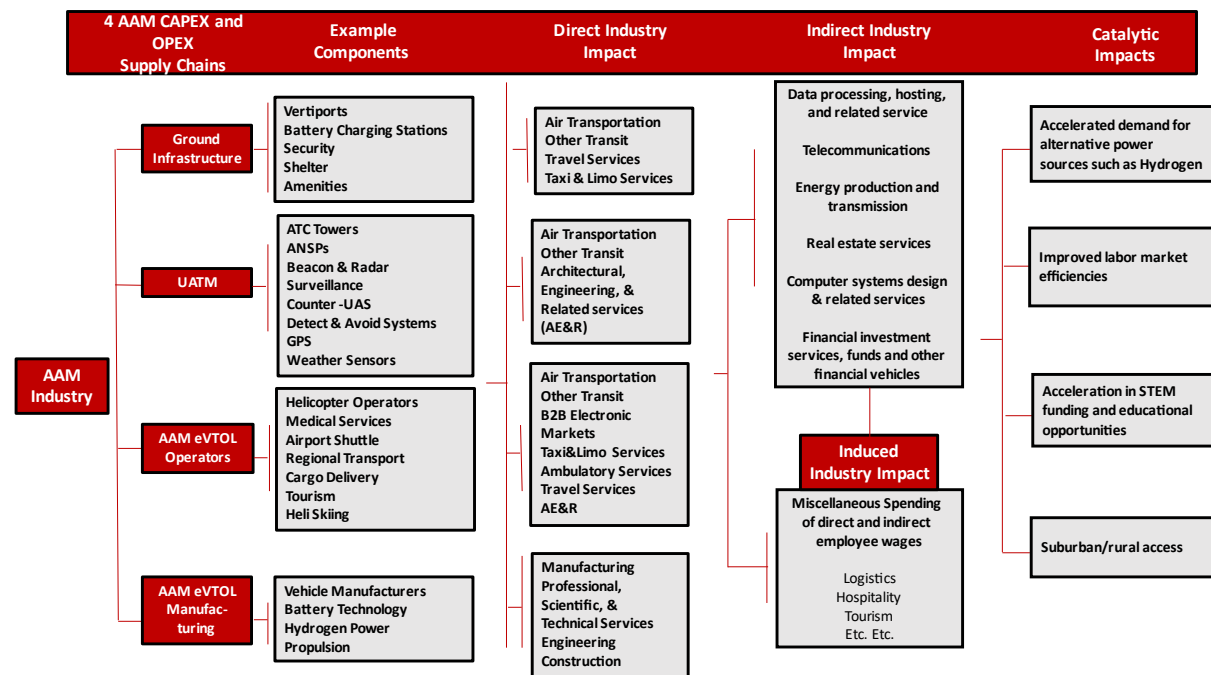 4 AAM CAPEX and
OPEX
Supply Chains
Example
Components
Direct Industry
Impact
Indirect Industry
Impact
Catalytic
Impacts
AAM
Industry
Ground
Infrastructure
UATM
AAM eVTOL
Operators
AAM eVTOL
Manufac-
turing
Vertiports
Battery Charging Stations
Security
Shelter
Amenities
ATC Towers
ANSPs
Beacon & Radar
Surveillance
Counter -UAS
Detect & Avoid Systems
GPS
Weather Sensors
Helicopter Operators
Medical Services
Airport Shuttle
Regional Transport
Cargo Delivery
Tourism
Heli Skiing
Vehicle Manufacturers
Battery Technology
Hydrogen Power
Propulsion
Air Transportation
Other Transit
Travel Services
Taxi & Limo Services
Air Transportation
Other Transit
Architectural,
Engineering, &
Related services
(AE&R)
Air Transportation
Other Transit
B2B Electronic
Markets
Taxi&Limo Services
Ambulatory Services
Travel Services
AE&R
Manufacturing
Professional,
Scientific, &
Technical Services
Engineering
Construction
Data processing, hosting,
and related service
Telecommunications
Energy production and
transmission
Real estate services
Computer systems design
& related services
Financial investment
services, funds and other
financial vehicles
Induced
Industry Impact
Miscellaneous Spending
of direct and indirect
employee wages
Logistics
Hospitality
Tourism
Etc. Etc.
Accelerated demand for
alternative power
sources such as Hydrogen
Improved labor market
efficiencies
Acceleration in STEM
funding and educational
opportunities
Suburban/rural access